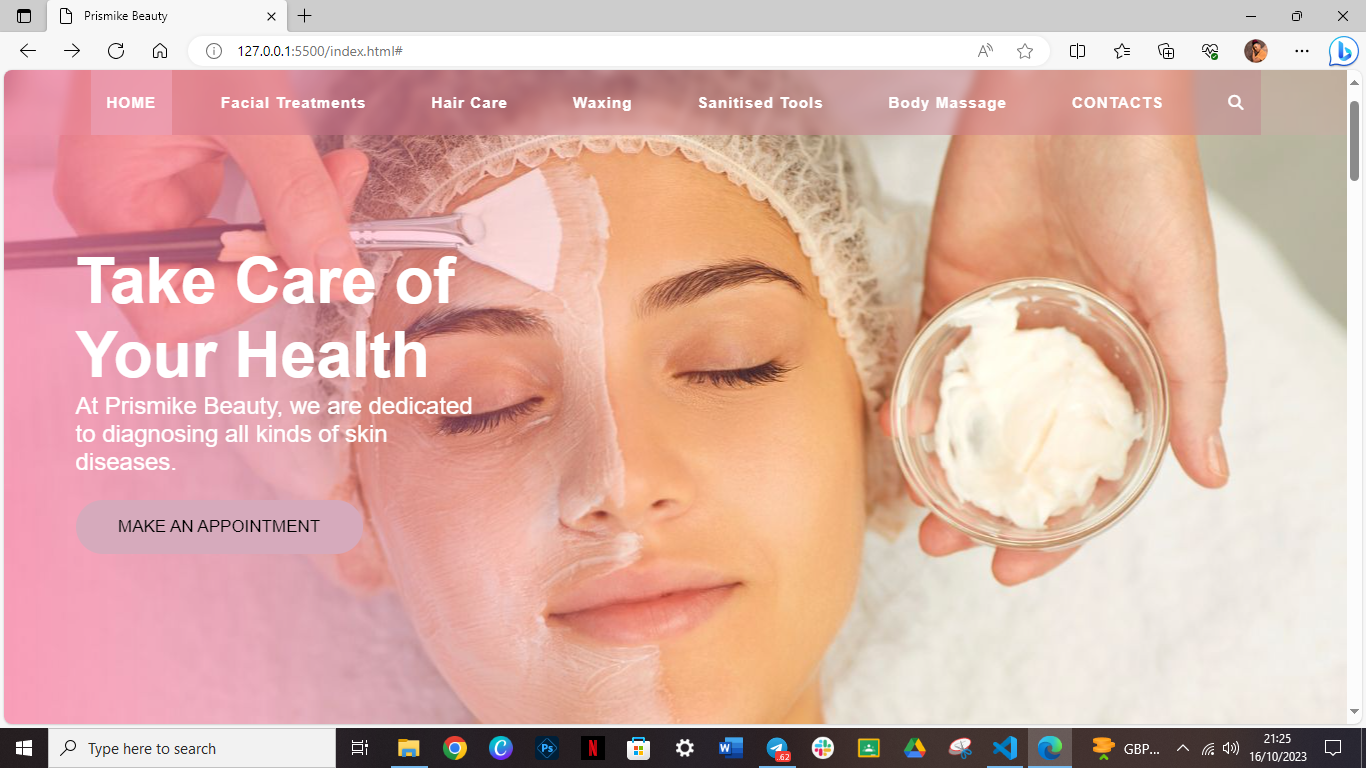 Prismike Beauty
127.0.0.1:5500/index.html#
HOME Facial Treatments Hair Care Waxing Sanitised Tools Body Massage CONTACTS
Take Care of
Your Health
At Prismike Beauty, we are dedicated
to diagnosing all kinds of skin
diseases.
MAKE AN APPOINTMENT
Type here to search
Ps
N
W
.62
GBP...
21:25
16/10/2023